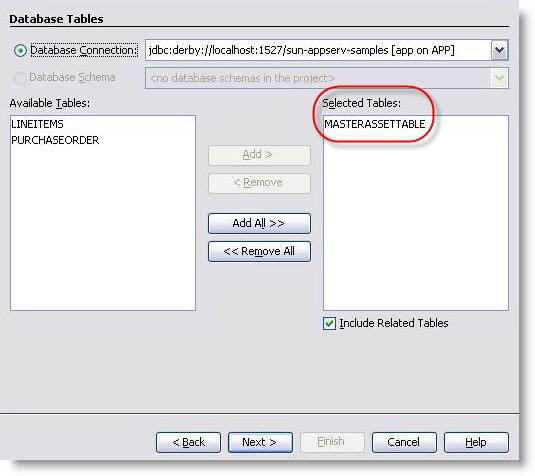 Database Tables
Database Connection: jdbc:derby://localhost:1527/sun-appserv-samples [app on APP]
Database Schema <no database schemas in the project>
Available Tables: Selected Tables:
LINEITEMS MASTERASSETTABLE
PURCHASEORDER
Add >
< Remove
Add All >>
<< Remove All
Include Related Tables
< Back Next > Finish Cancel Help